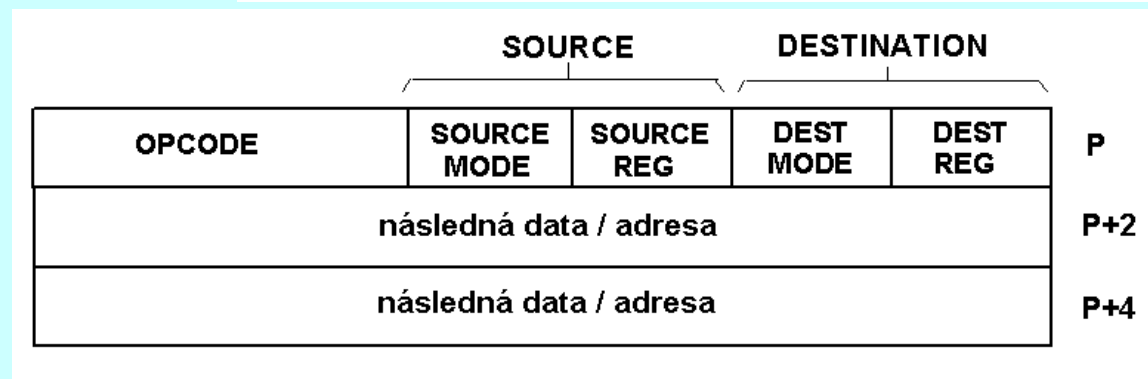 SOURCE DESTINATION
OPCODE SOURCE MODE SOURCE REG DEST MODE DEST REG P
následná data / adresa P+2
následná data / adresa P+4